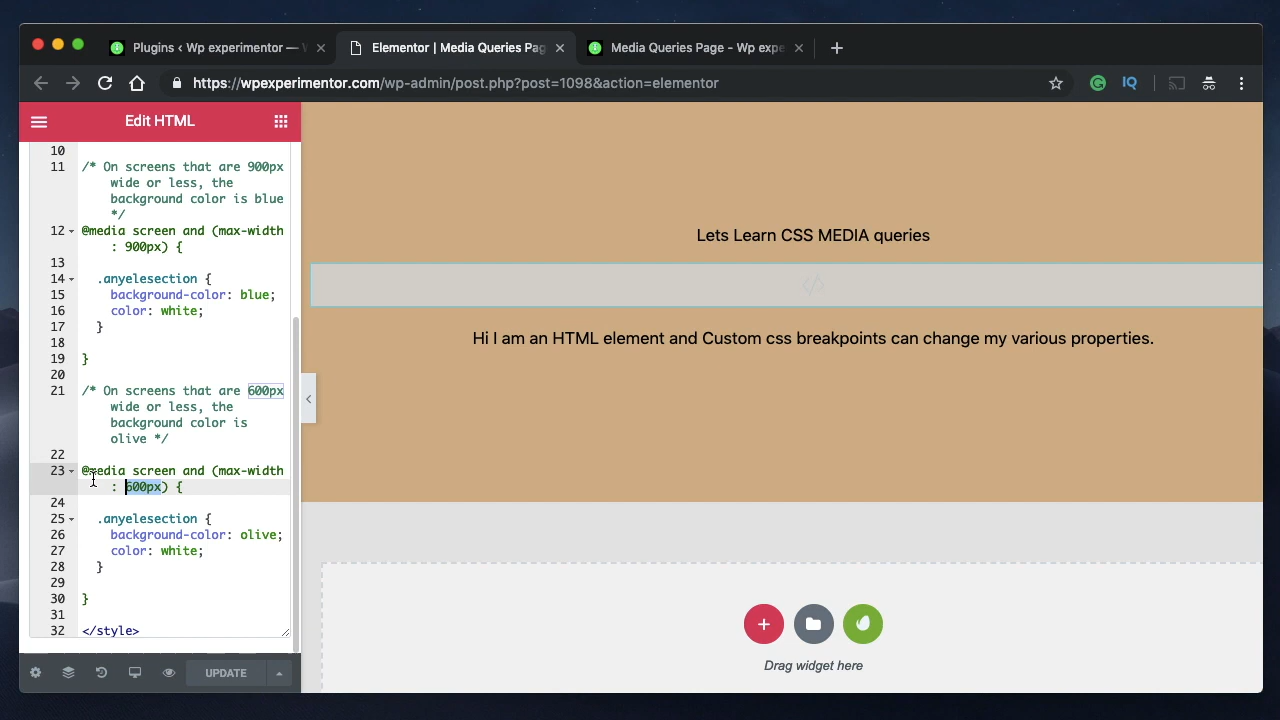 Plugins ‹ Wp experimentor —
Elementor | Media Queries Pag
Media Queries Page - Wp expe
https://wpexperimentor.com/wp-admin/post.php?post=1098&action=elementor
IQ
Edit HTML
10
11 /* On screens that are 900px
wide or less, the
background color is blue
*/
12 @media screen and (max-width
: 900px) {
13
14 .anyelesection {
15 background-color: blue;
16 color: white;
17 }
18
19 }
20
21 /* On screens that are 600px
wide or less, the
background color is
olive */
22
23 @media screen and (max-width
: 600px) {
24
25 .anyelesection {
26 background-color: olive;
27 color: white;
28 }
29
30 }
31
32 </style>
UPDATE
Lets Learn CSS MEDIA queries
</>
Hi I am an HTML element and Custom css breakpoints can change my various properties.
Drag widget here